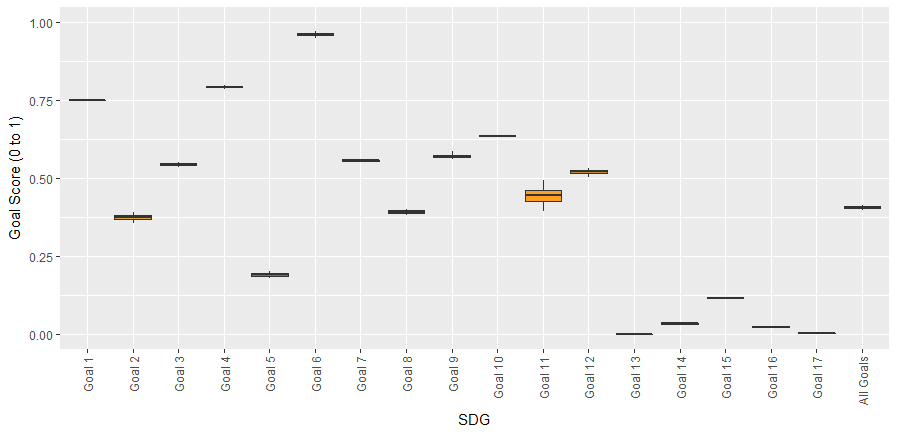 Goal Score (0 to 1)
1.00
0.75
0.50
0.25
0.00
Goal 1
Goal 2
Goal 3
Goal 4
Goal 5
Goal 6
Goal 7
Goal 8
Goal 9
Goal 10
Goal 11
Goal 12
Goal 13
Goal 14
Goal 15
Goal 16
Goal 17
All Goals
SDG